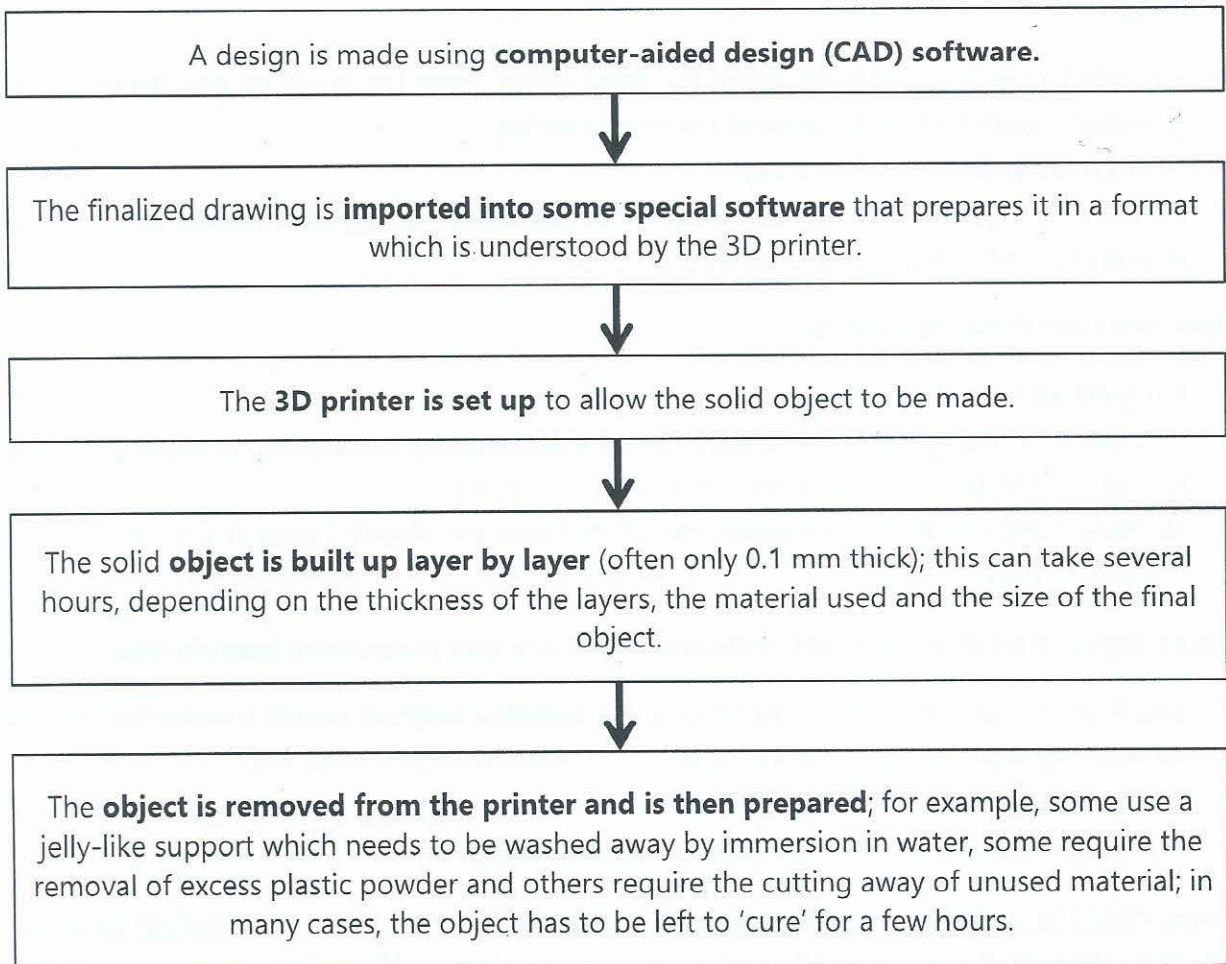 A design is made using computer-aided design (CAD) software.
The finalized drawing is imported into some special software that prepares it in a format
which is understood by the 3D printer.
The 3D printer is set up to allow the solid object to be made.
The solid object is built up layer by layer (often only 0.1 mm thick); this can take several
hours, depending on the thickness of the layers, the material used and the size of the final
object.
The object is removed from the printer and is then prepared; for example, some use a
jelly-like support which needs to be washed away by immersion in water, some require the
removal of excess plastic powder and others require the cutting away of unused material; in
many cases, the object has to be left to 'cure' for a few hours.